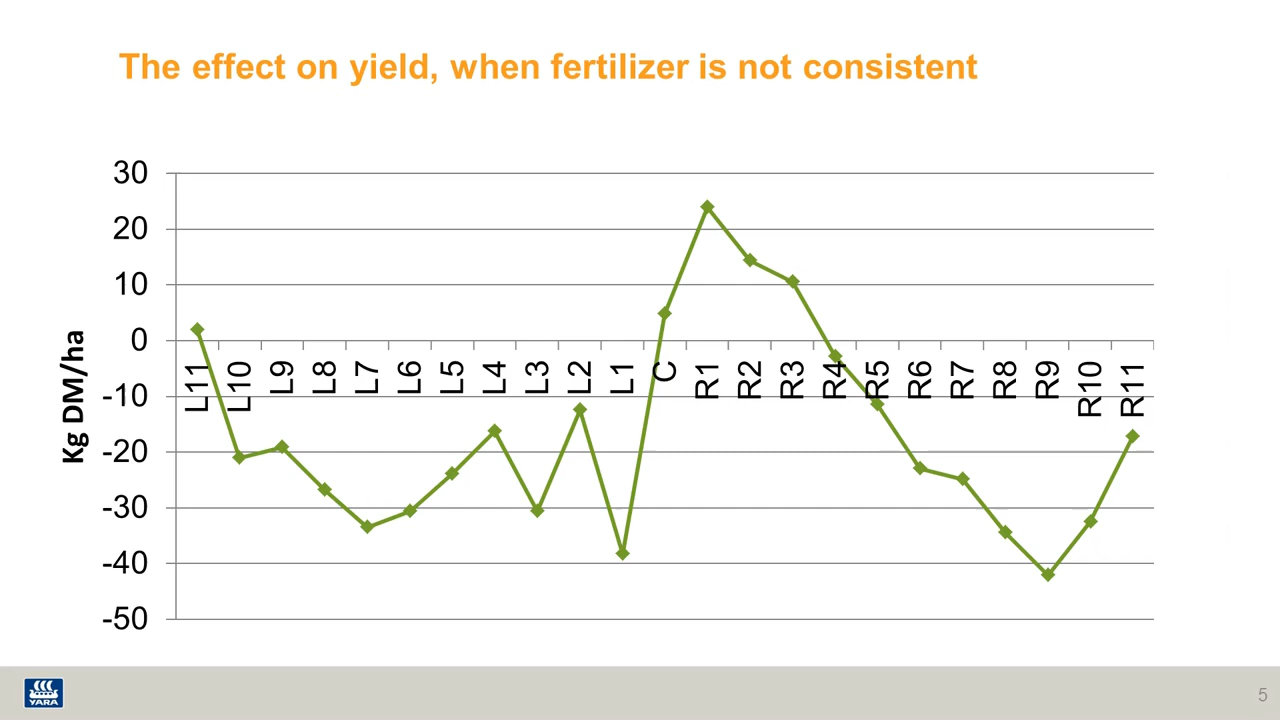 The effect on yield, when fertilizer is not consistent
30
20
10
0
-10
-20
-30
-40
-50
Kg DM/ha
L11
L10
L9
L8
L7
L6
L5
L4
L3
L2
L1
C
R1
R2
R3
R4
R5
R6
R7
R8
R9
R10
R11
YARA
5